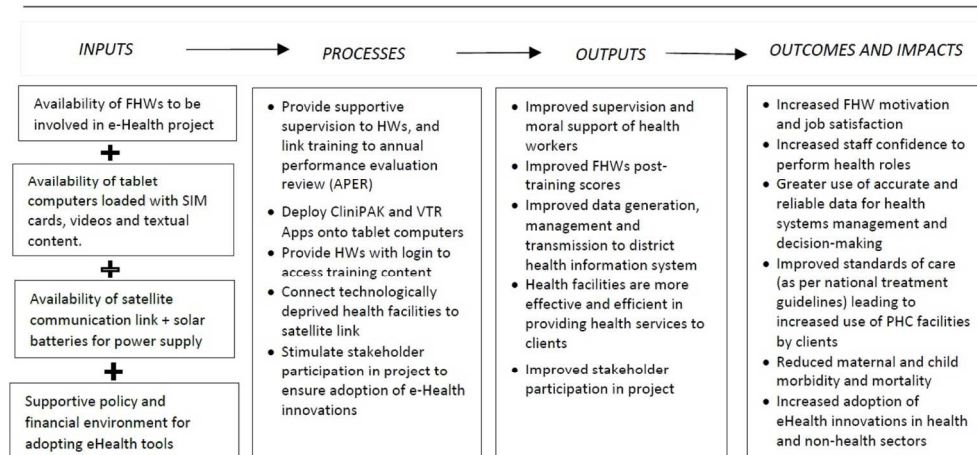 INPUTS
PROCESSES
OUTPUTS
OUTCOMES AND IMPACTS
Availability of FHWs to be
involved in e-Health project
+
Availability of tablet
computers loaded with SIM
cards, videos and textual
content.
+
Availability of satellite
communication link + solar
batteries for power supply
+
Supportive policy and
financial environment for
adopting eHealth tools
• Provide supportive
supervision to HWs, and
link training to annual
performance evaluation
review (APER)
• Deploy CliniPAK and VTR
Apps onto tablet computers
• Provide HWs with login to
access training content
• Connect technologically
deprived health facilities to
satellite link
• Stimulate stakeholder
participation in project to
ensure adoption of e-Health
innovations
• Improved supervision and
moral support of health
workers
• Improved FHWs post-
training scores
• Improved data generation,
management and
transmission to district
health information system
• Health facilities are more
effective and efficient in
providing health services to
clients
• Improved stakeholder
participation in project
• Increased FHW motivation
and job satisfaction
• Increased staff confidence to
perform health roles
• Greater use of accurate and
reliable data for health
systems management and
decision-making
• Improved standards of care
(as per national treatment
guidelines) leading to
increased use of PHC facilities
by clients
• Reduced maternal and child
morbidity and mortality
• Increased adoption of
eHealth innovations in health
and non-health sectors